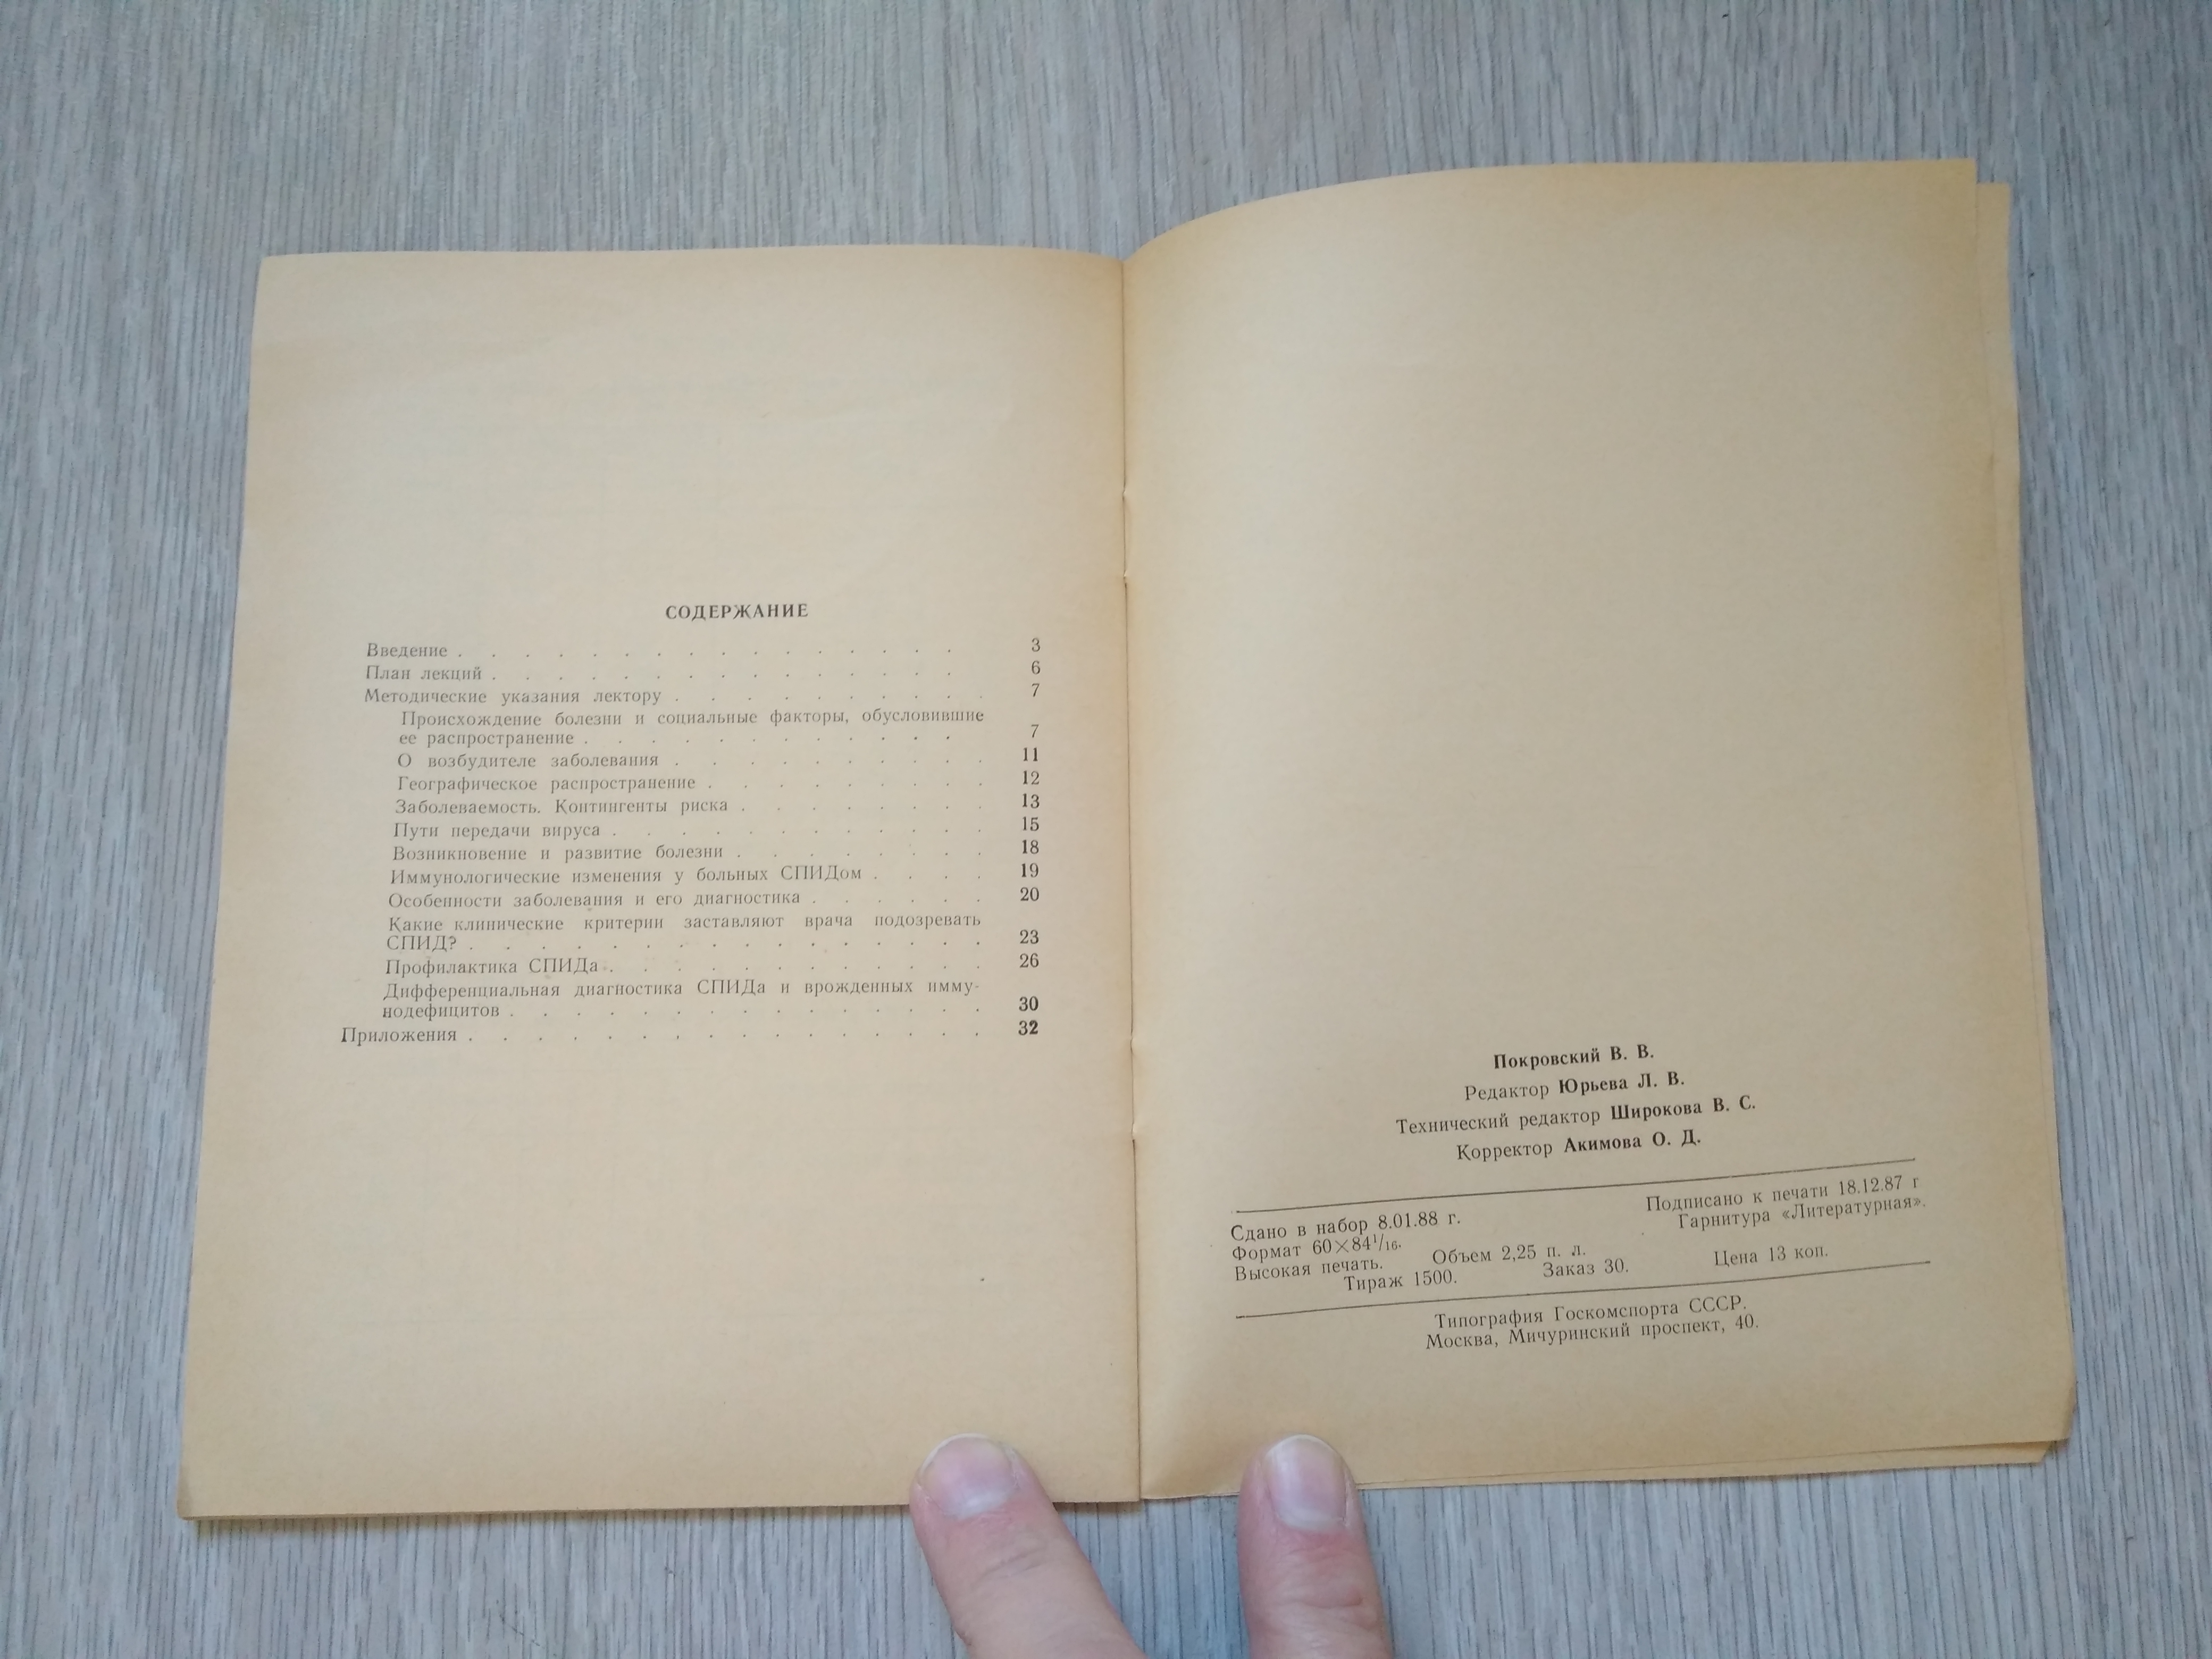 СОДЕРЖАНИЕ
Введение . . . . . . . . . . . . . . . . 3
План лекций . . . . . . . . . . . . . . . 6
Методические указания лектору . . . . . . . . . . 7
Происхождение болезни и социальные факторы, обусловившие
ее распространение . . . . . . . . . . . . 7
О возбудителе заболевания . . . . . . . . . . 11
Географическое распространение . . . . . . . . . 12
Заболеваемость. Контингенты риска . . . . . . . . 13
Пути передачи вируса . . . . . . . . . . . . 15
Возникновение и развитие болезни . . . . . . . . 18
Иммунологические изменения у больных СПИДом . . . . 19
Особенности заболевания и его диагностика . . . . . . 20
Какие клинические критерии заставляют врача подозревать
СПИД? . . . . . . . . . . . . . . . . 23
Профилактика СПИДа . . . . . . . . . . . . 26
Дифференциальная диагностика СПИДа и врожденных имму-
нодефицитов . . . . . . . . . . . . . . . 30
Приложения . . . . . . . . . . . . . . . . 32
Покровский В. В.
Редактор Юрьева Л. В.
Технический редактор Широкова В. С.
Корректор Акимова О. Д.
Сдано в набор 8.01.88 г. Подписано к печати 18.12.87 г
Формат 60×84¹/₁₆. Гарнитура «Литературная».
Высокая печать. Объем 2,25 п. л. Цена 13 коп.
Тираж 1500. Заказ 30.
Типография Госкомспорта СССР.
Москва, Мичуринский проспект, 40.